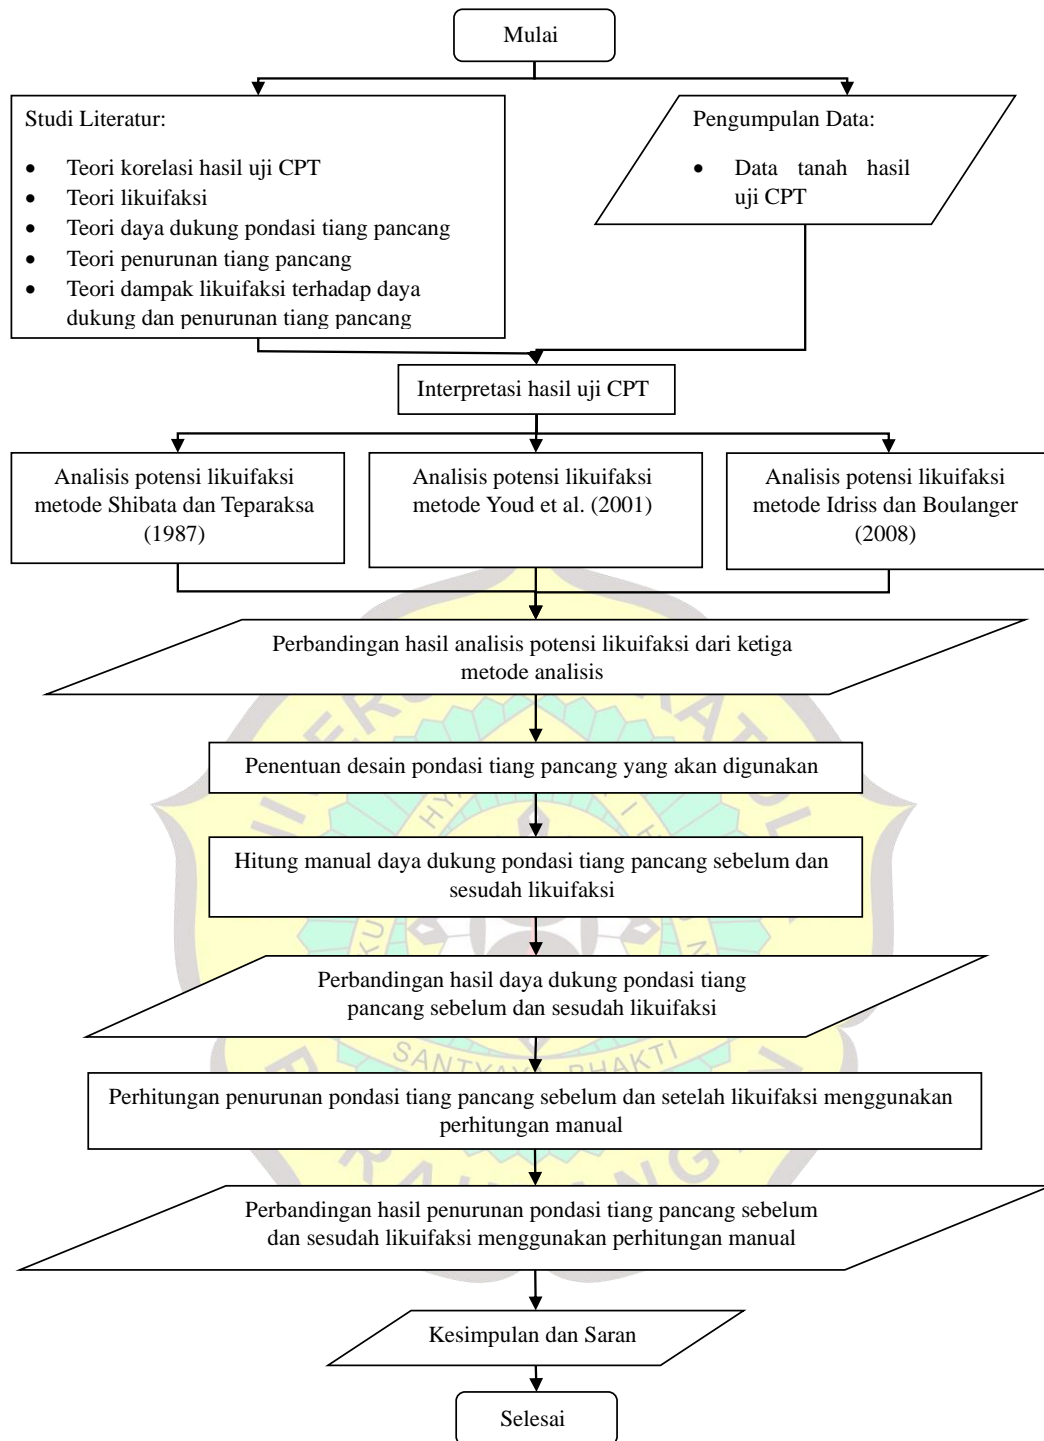 Mulai
Studi Literatur:
• Teori korelasi hasil uji CPT
• Teori likuifaksi
• Teori daya dukung pondasi tiang pancang
• Teori penurunan tiang pancang
• Teori dampak likuifaksi terhadap daya
dukung dan penurunan tiang pancang
Pengumpulan Data:
• Data tanah hasil
uji CPT
Interpretasi hasil uji CPT
Analisis potensi likuifaksi
metode Shibata dan Teparaksa
(1987)
Analisis potensi likuifaksi
metode Youd et al. (2001)
Analisis potensi likuifaksi
metode Idriss dan Boulanger
(2008)
Perbandingan hasil analisis potensi likuifaksi dari ketiga
metode analisis
Penentuan desain pondasi tiang pancang yang akan digunakan
Hitung manual daya dukung pondasi tiang pancang sebelum dan
sesudah likuifaksi
Perbandingan hasil daya dukung pondasi tiang
pancang sebelum dan sesudah likuifaksi
Perhitungan penurunan pondasi tiang pancang sebelum dan setelah likuifaksi menggunakan
perhitungan manual
Perbandingan hasil penurunan pondasi tiang pancang sebelum
dan sesudah likuifaksi menggunakan perhitungan manual
Kesimpulan dan Saran
Selesai